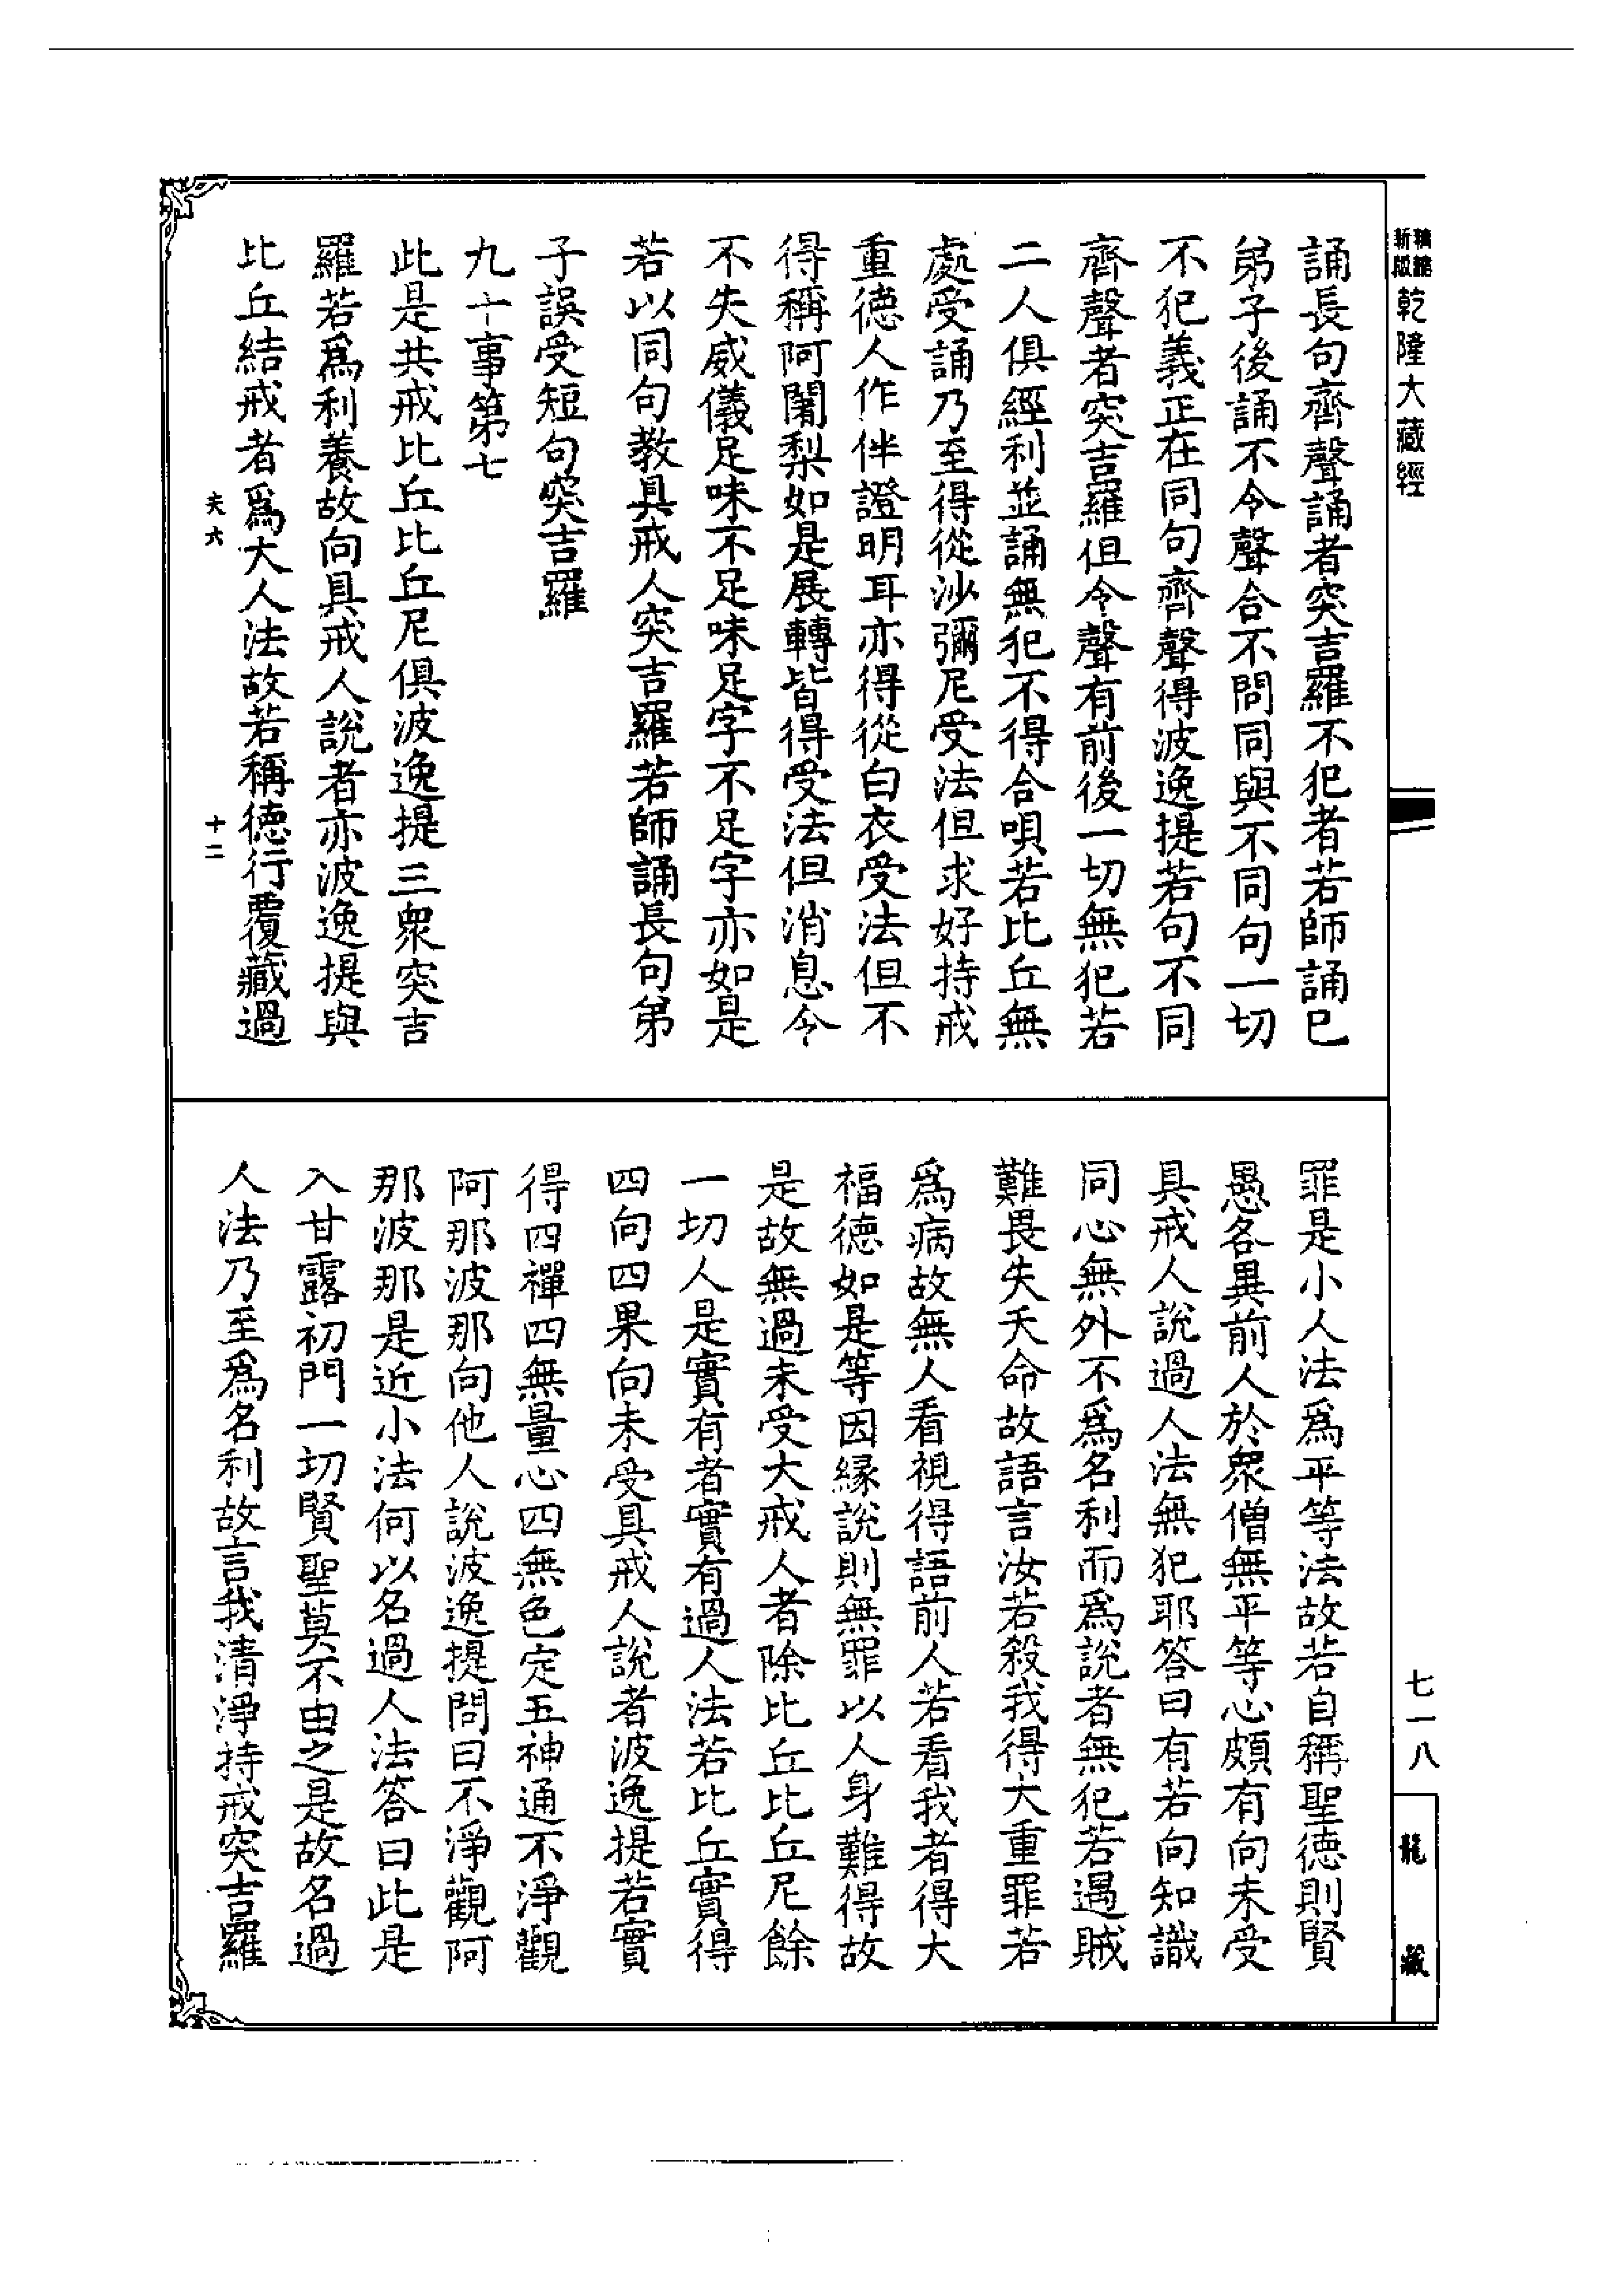 新版
精縮
乾隆大藏經
誦長句齊聲誦者突吉羅不犯者若師誦已
弟子後誦不令聲合不問同與不同句一切
不犯義正在同句齊聲得波逸提若句不同
齊聲者突吉羅但令聲有前後一切無犯若
二人俱經利並誦無犯不得合唄若比丘無
處受誦乃至得從沙彌尼受法但求好持戒
重德人作伴證明耳亦得從白衣受法但不
得稱阿闍梨如是展轉皆得受法但消息令
不失威儀足味不足味足字不足字亦如是
若以同句教具戒人突吉羅若師誦長句弟
子誤受短句突吉羅
九十事第七
此是共戒比丘比丘尼俱波逸提三衆突吉
羅若爲利養故向具戒人說者亦波逸提與
比丘結戒者爲大人法故若稱德行覆藏過
夫六 十二
罪是小人法爲平等法故若自稱聖德則賢
愚各異前人於衆僧無平等心頗有向未受
具戒人說過人法無犯耶答曰有若向知識
同心無外不爲名利而爲說者無犯若遇賊
難畏失夭命故語言汝若殺我得大重罪若
爲病故無人看視得語前人若看我者得大
福德如是等因緣說則無罪以人身難得故
是故無過未受大戒人者除比丘比丘尼餘
一切人是實有者實有過人法若比丘實得
四向四果向未受具戒人說者波逸提若實
得四禪四無量心四無色定五神通不淨觀
阿那波那向他人說波逸提問曰不淨觀阿
那波那是近小法何以名過人法答曰此是
入甘露初門一切賢聖莫不由之是故名過
人法乃至爲名利故言我清淨持戒突吉羅
七一八
龍藏